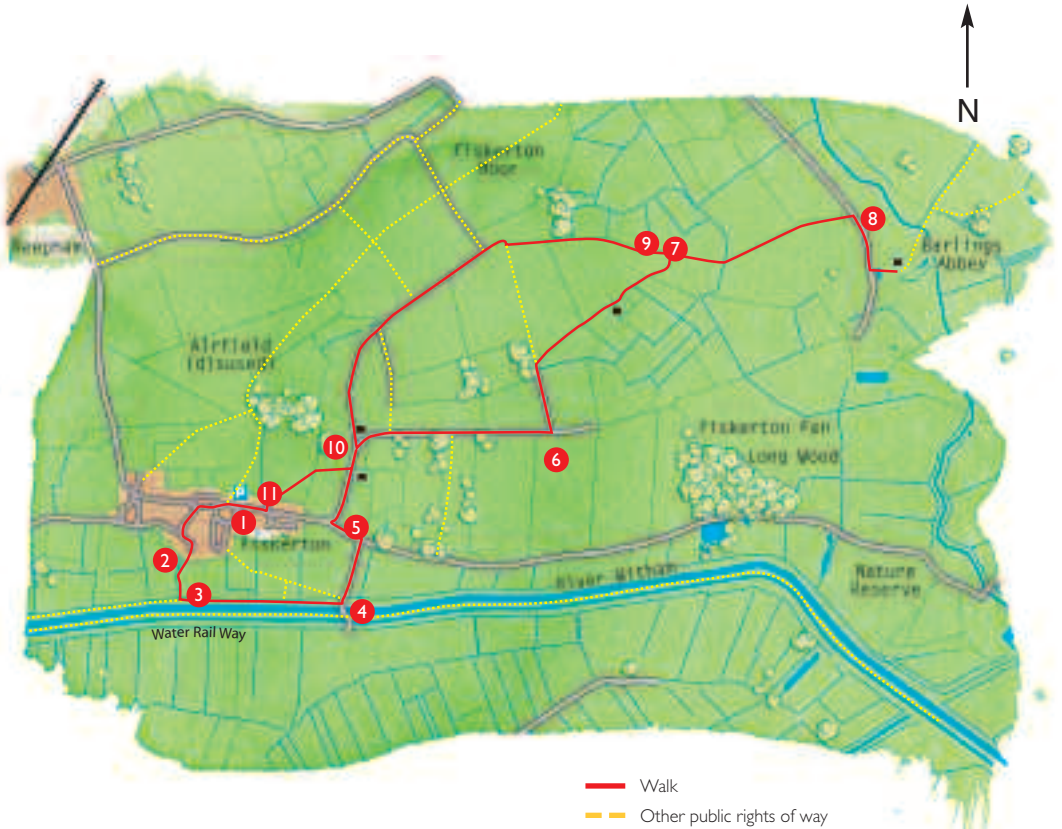 N
Fiskerton
Moor
8
Reepham
9
7
Barlings
Abbey
Airfield
(disused)
10
6
Fiskerton Fen
Long Wood
P
11
1
5
Fiskerton
2
3
4
River Witham
Nature
Reserve
Water Rail Way
Walk
Other public rights of way